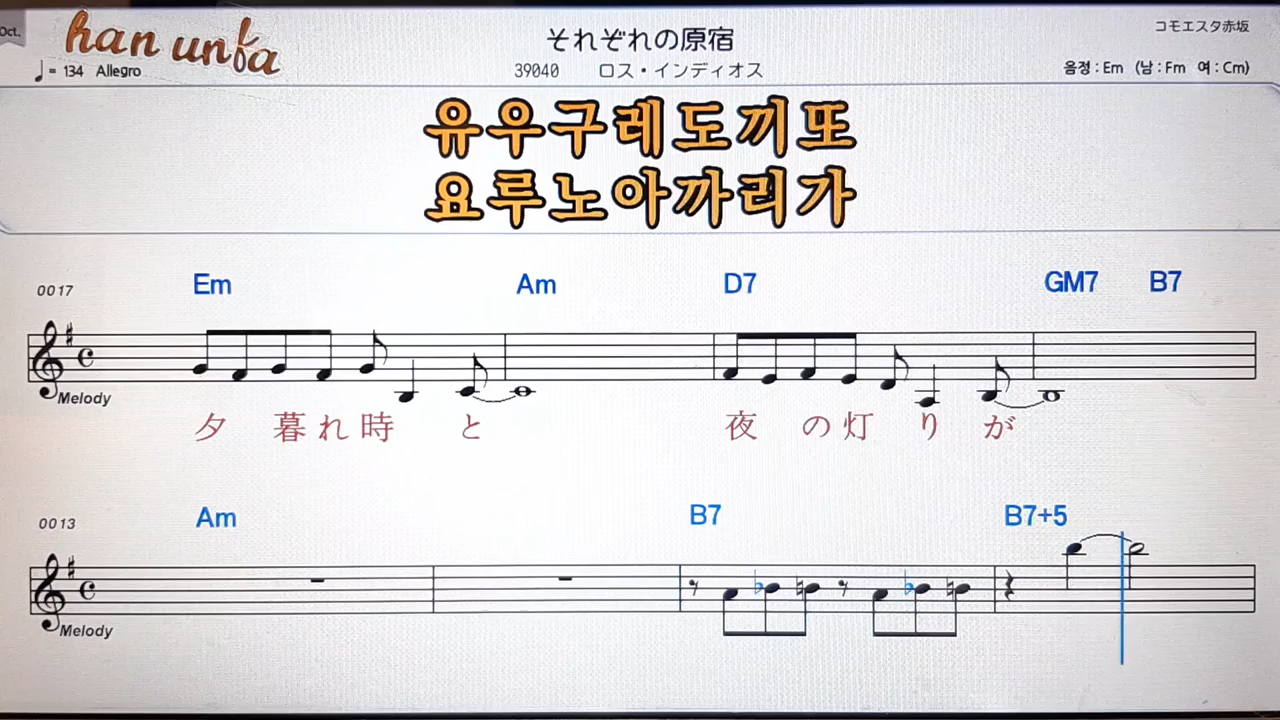 Oct.
han unfa
♩= 134 Allegro
それぞれの原宿
39040 ロス・インディオス
コモエスタ赤坂
음정 : Em (남 : Fm 여 : Cm)
유우구레도끼또
요루노아까리가
0017
Em Am D7 GM7 B7
Melody
夕 暮れ時 と 夜 の灯 り が
0013
Am B7 B7+5
Melody